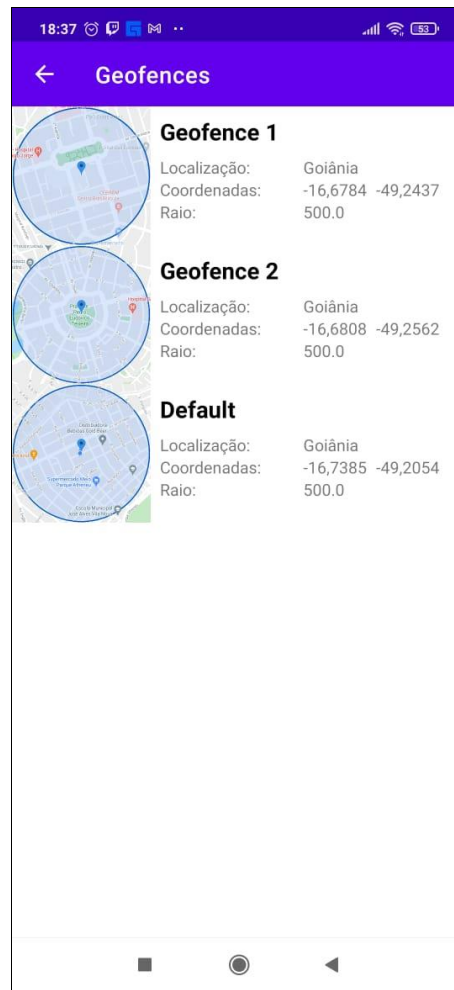 18:37
53
Geofences
Geofence 1
Localização: Goiânia
Coordenadas: -16,6784 -49,2437
Raio: 500.0
Geofence 2
Localização: Goiânia
Coordenadas: -16,6808 -49,2562
Raio: 500.0
Default
Localização: Goiânia
Coordenadas: -16,7385 -49,2054
Raio: 500.0